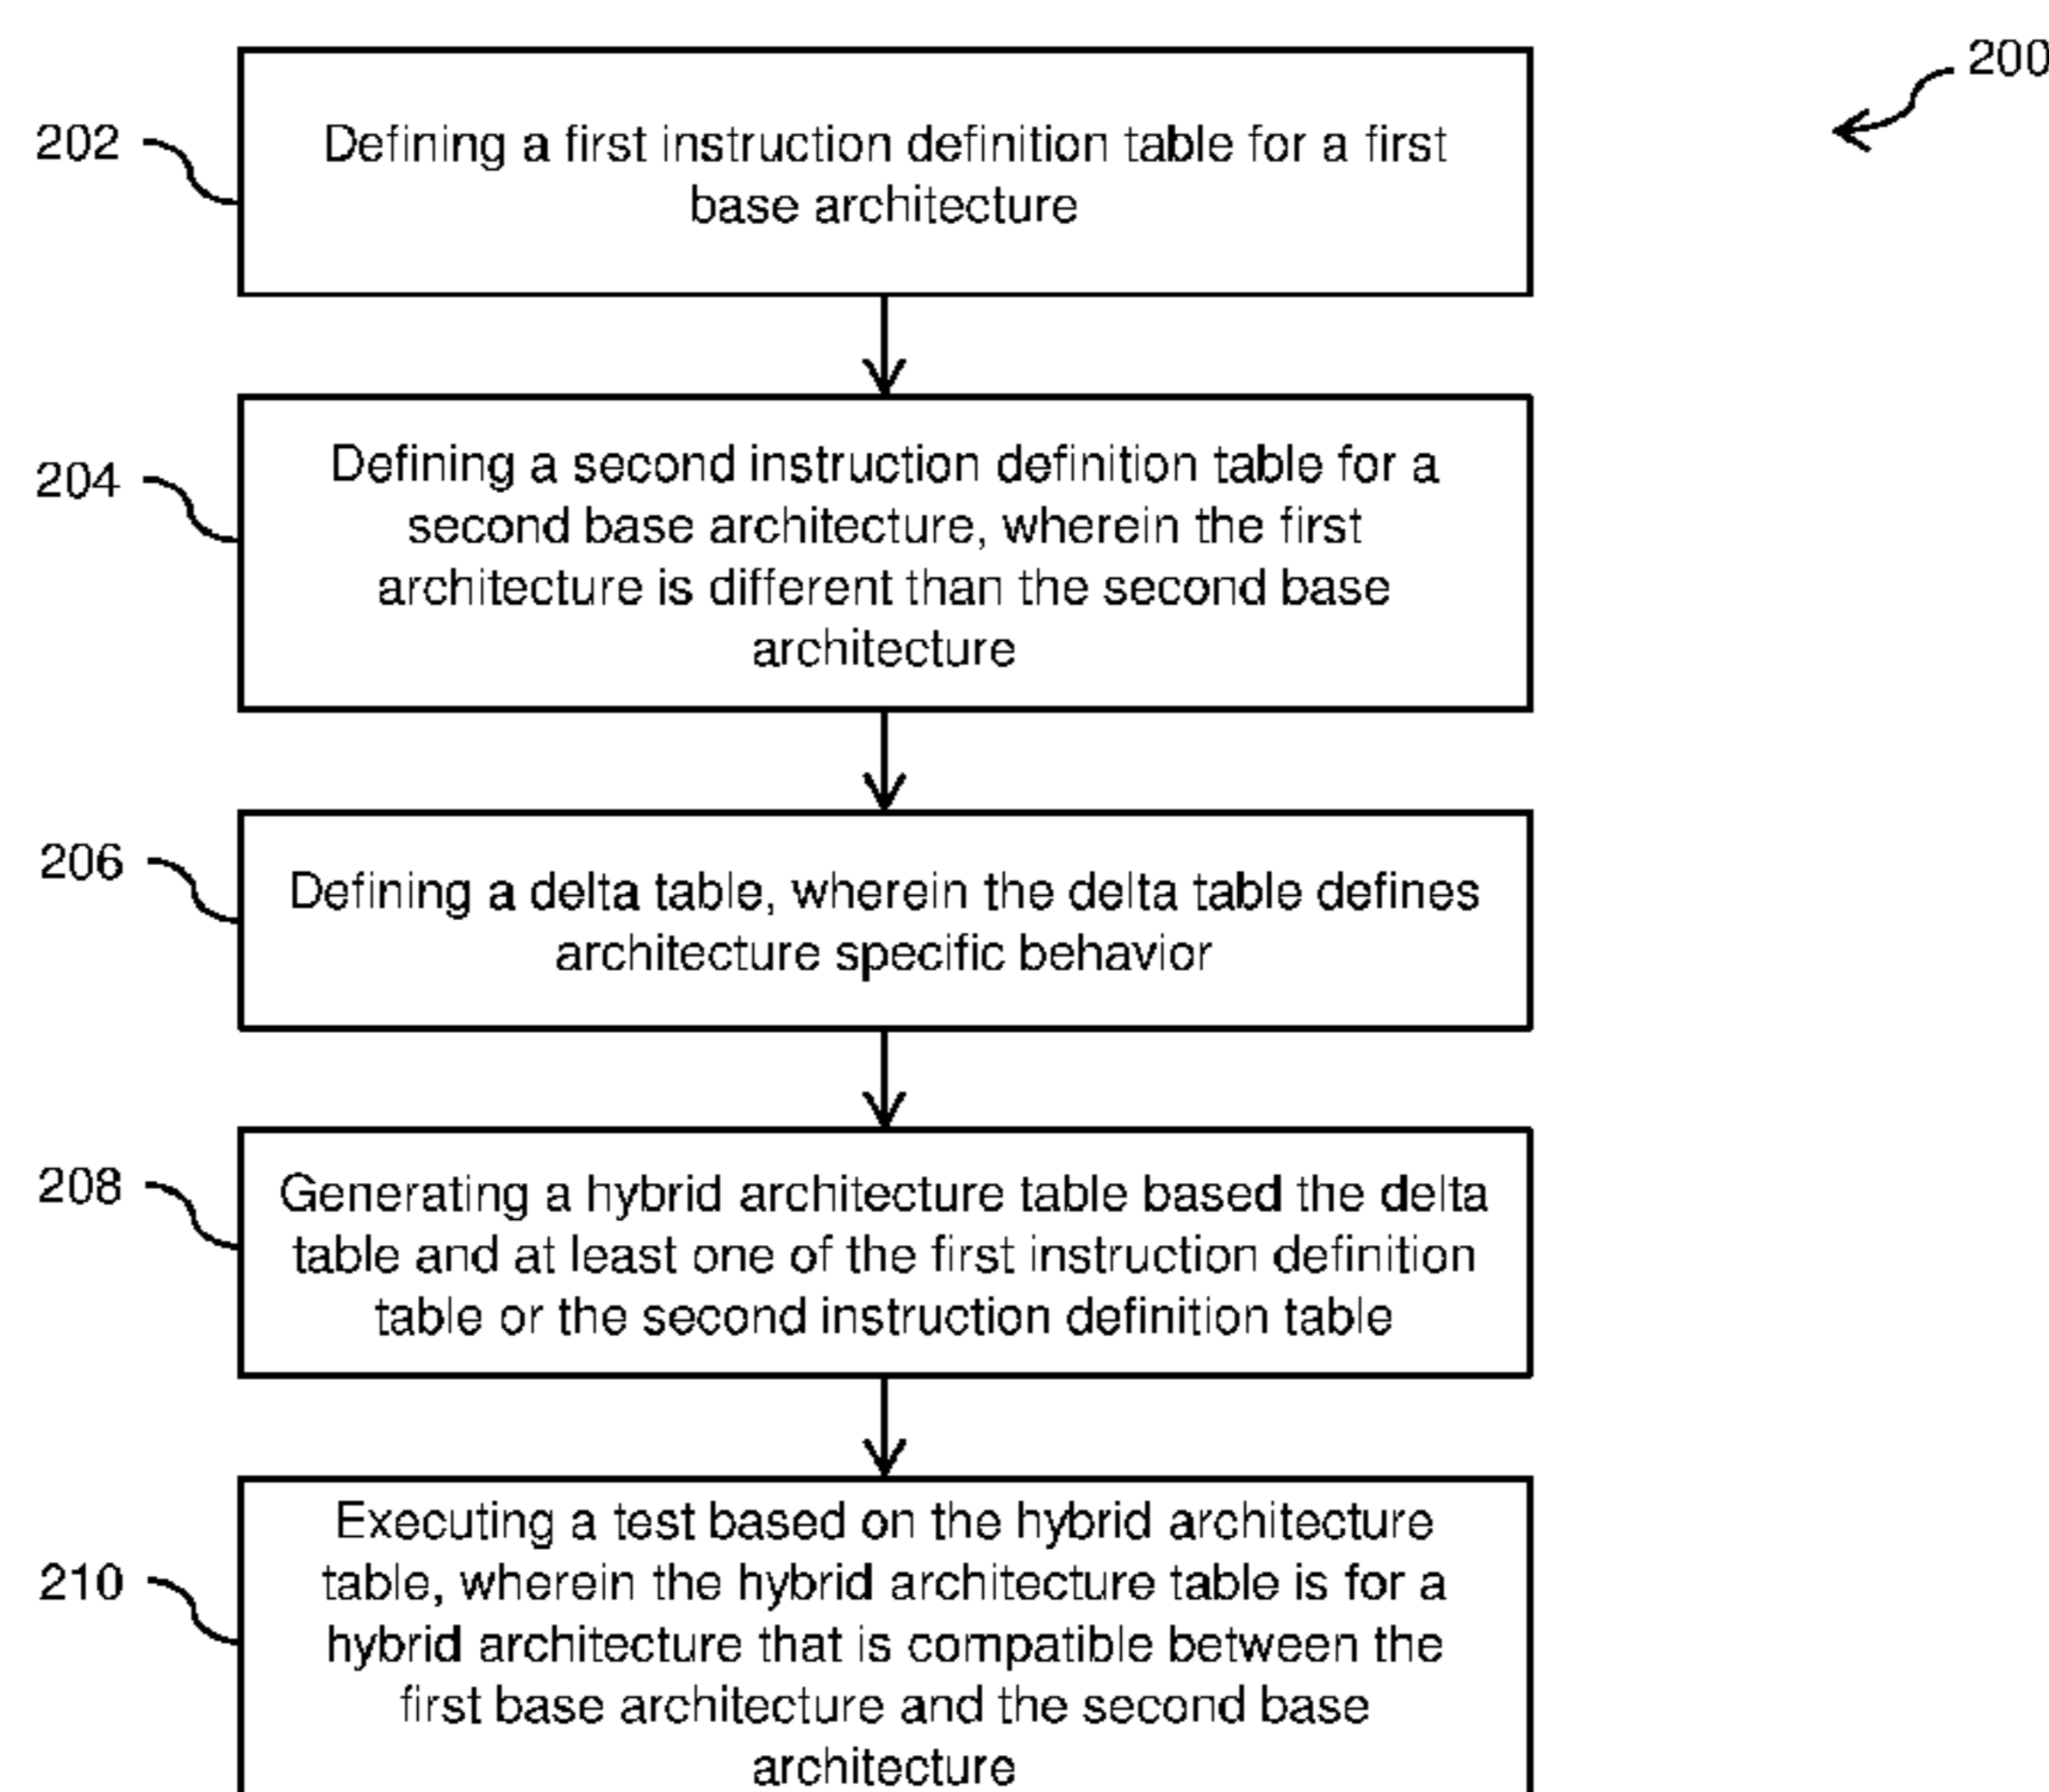 200
202
Defining a first instruction definition table for a first
base architecture
204
Defining a second instruction definition table for a
second base architecture, wherein the first
architecture is different than the second base
architecture
206
Defining a delta table, wherein the delta table defines
architecture specific behavior
208
Generating a hybrid architecture table based the delta
table and at least one of the first instruction definition
table or the second instruction definition table
210
Executing a test based on the hybrid architecture
table, wherein the hybrid architecture table is for a
hybrid architecture that is compatible between the
first base architecture and the second base
architecture